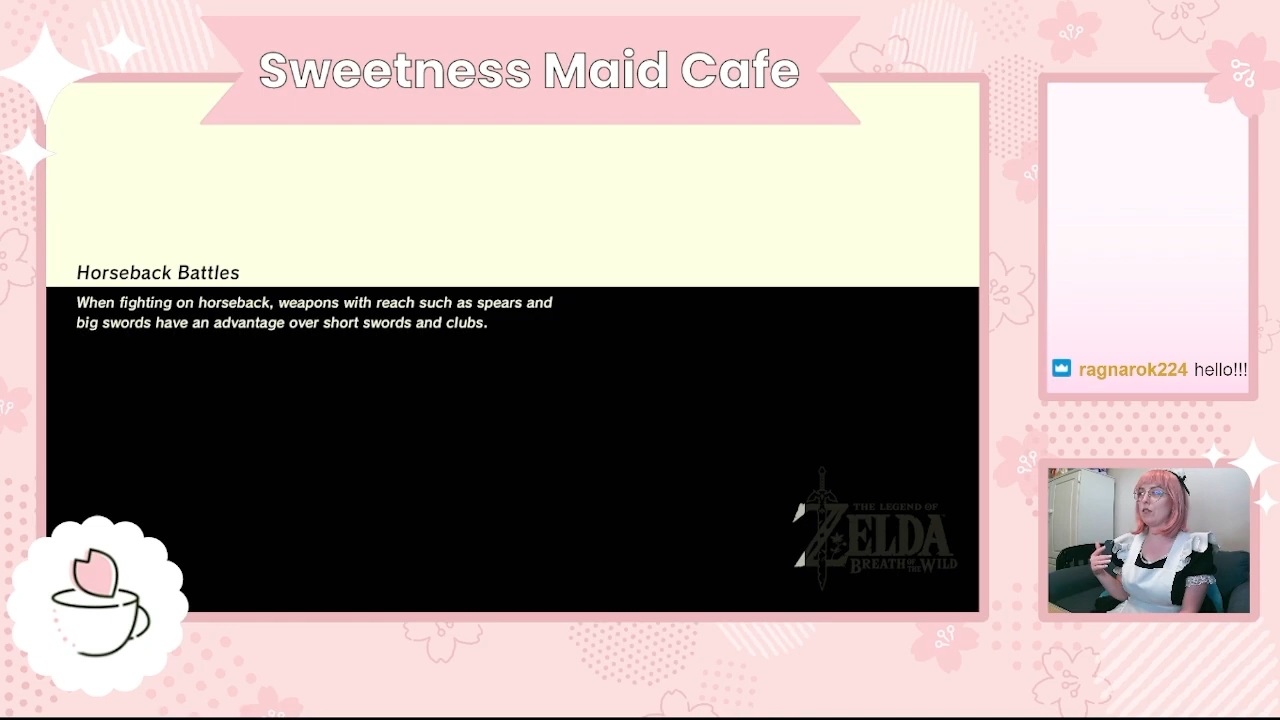 Sweetness Maid Cafe
Horseback Battles
When fighting on horseback, weapons with reach such as spears and
big swords have an advantage over short swords and clubs.
ragnarok224 hello!!!
THE LEGEND OF
ZELDA
BREATH OF THE WILD